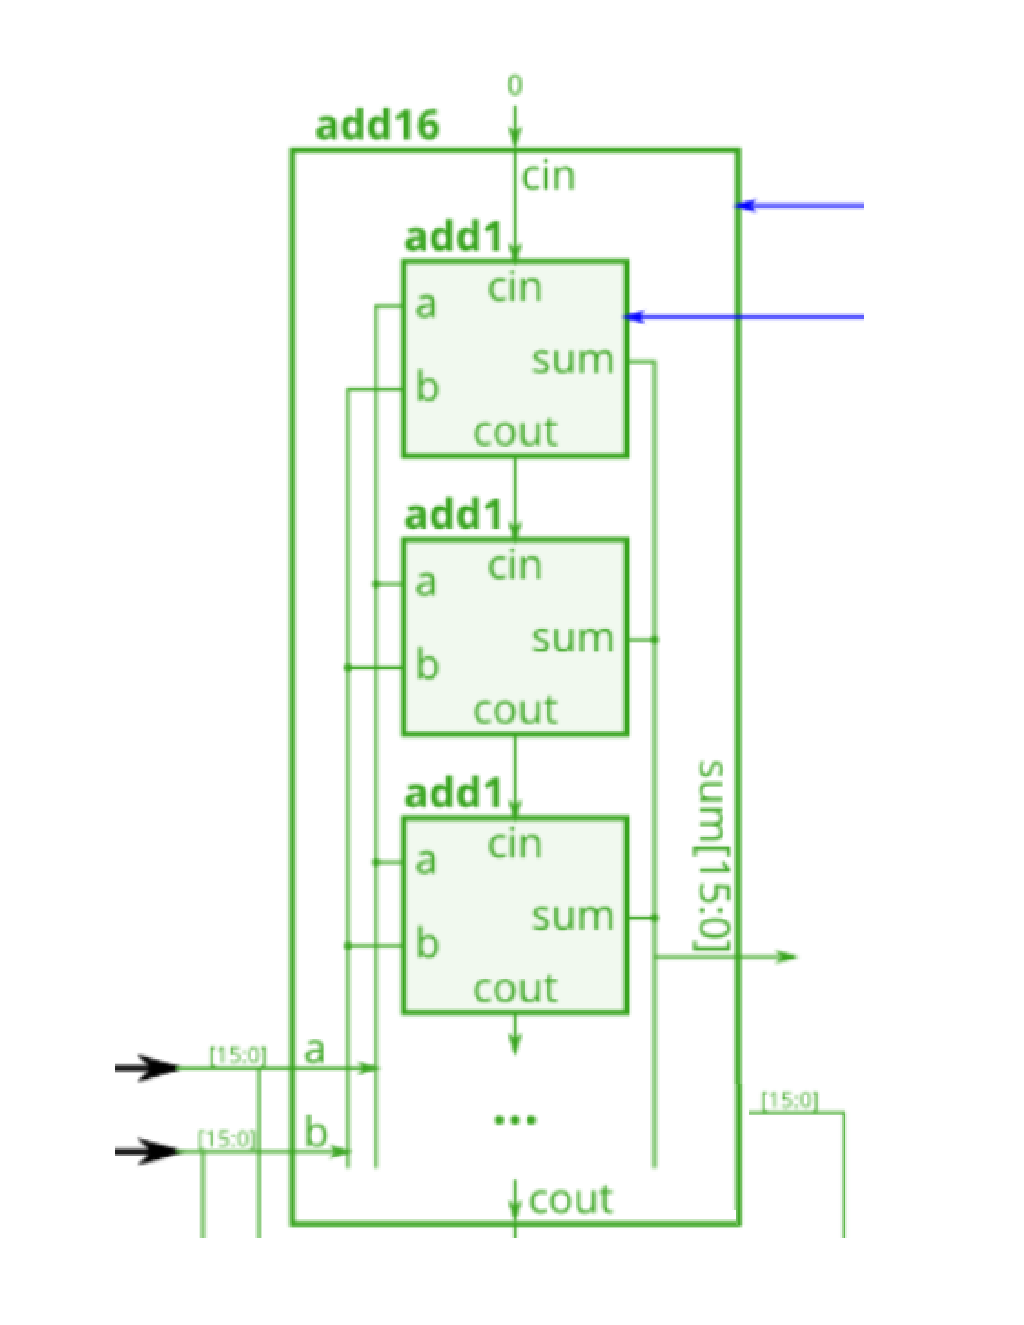 0
add16
cin
add1
cin
a
sum
b
cout
add1
cin
a
sum
b
cout
add1
cin
a
sum
b
cout
sum[15:0]
[15:0] a
[15:0] b
[15:0]
...
cout